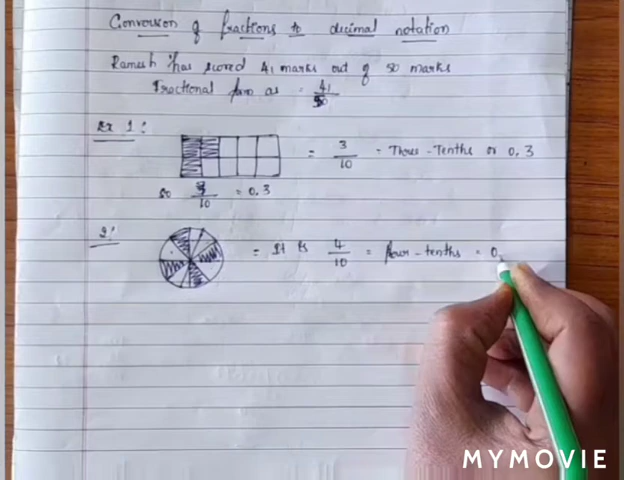 Conversion of fractions to decimal notation
Ramesh has scored 41 marks out of 50 marks
Fractional form as = 41/50
Ex 1:
= 3/10 = Three-Tenths or 0.3
so 3/10 = 0.3
2:
= It is 4/10 = four-tenths = 0.
MYMOVIE